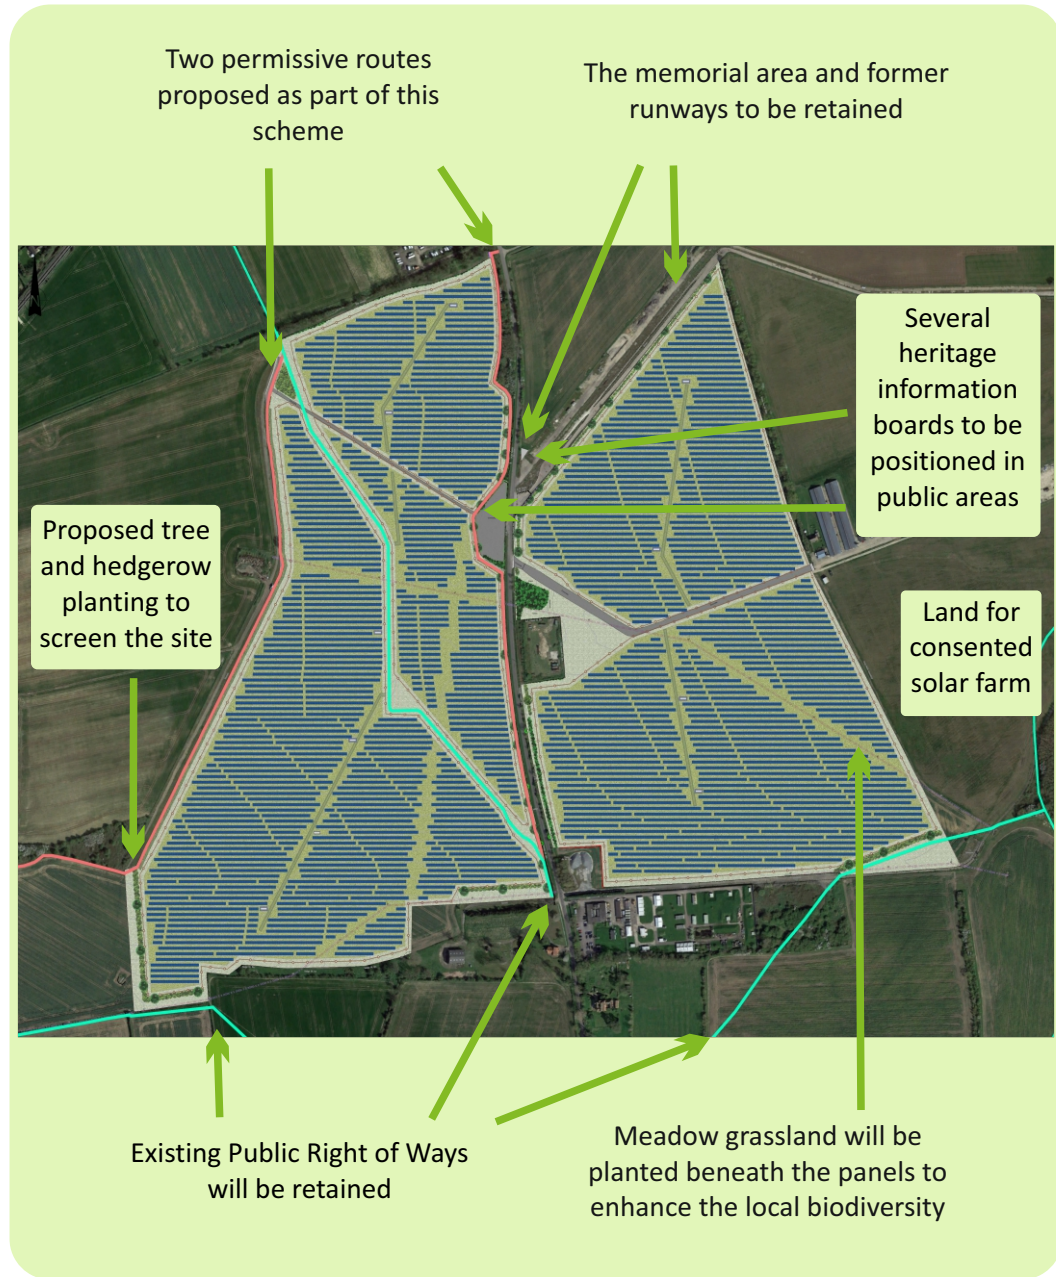 Two permissive routes
proposed as part of this
scheme
The memorial area and former
runways to be retained
Several
heritage
information
boards to be
positioned in
public areas
Proposed tree
and hedgerow
planting to
screen the site
Land for
consented
solar farm
Existing Public Right of Ways
will be retained
Meadow grassland will be
planted beneath the panels to
enhance the local biodiversity